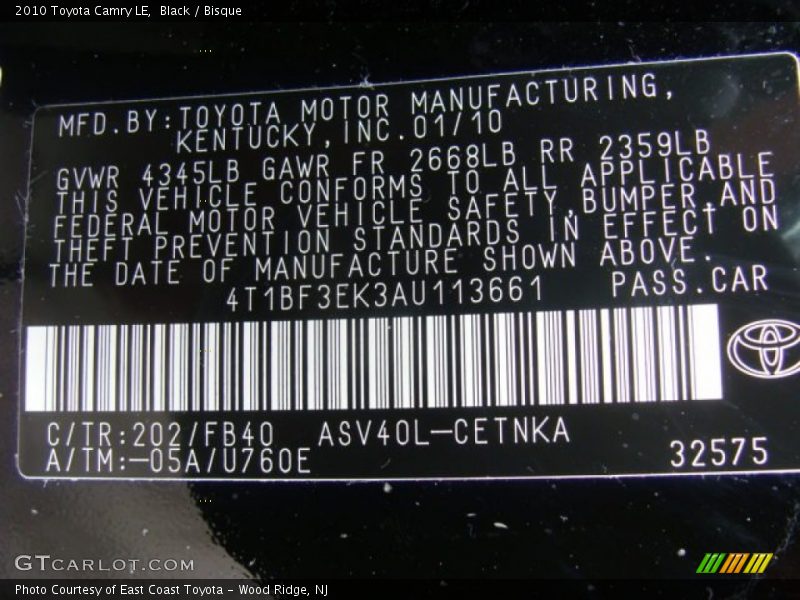 2010 Toyota Camry LE, Black / Bisque
MFD.BY:TOYOTA MOTOR MANUFACTURING,
KENTUCKY,INC.01/10
GVWR 4345LB GAWR FR 2668LB RR 2359LB
THIS VEHICLE CONFORMS TO ALL APPLICABLE
FEDERAL MOTOR VEHICLE SAFETY,BUMPER,AND
THEFT PREVENTION STANDARDS IN EFFECT ON
THE DATE OF MANUFACTURE SHOWN ABOVE.
4T1BF3EK3AU113661 PASS.CAR
C/TR:202/FB40 ASV40L-CETNKA
A/TM:-05A/U760E 32575
GTCARLOT.COM
Photo Courtesy of East Coast Toyota - Wood Ridge, NJ